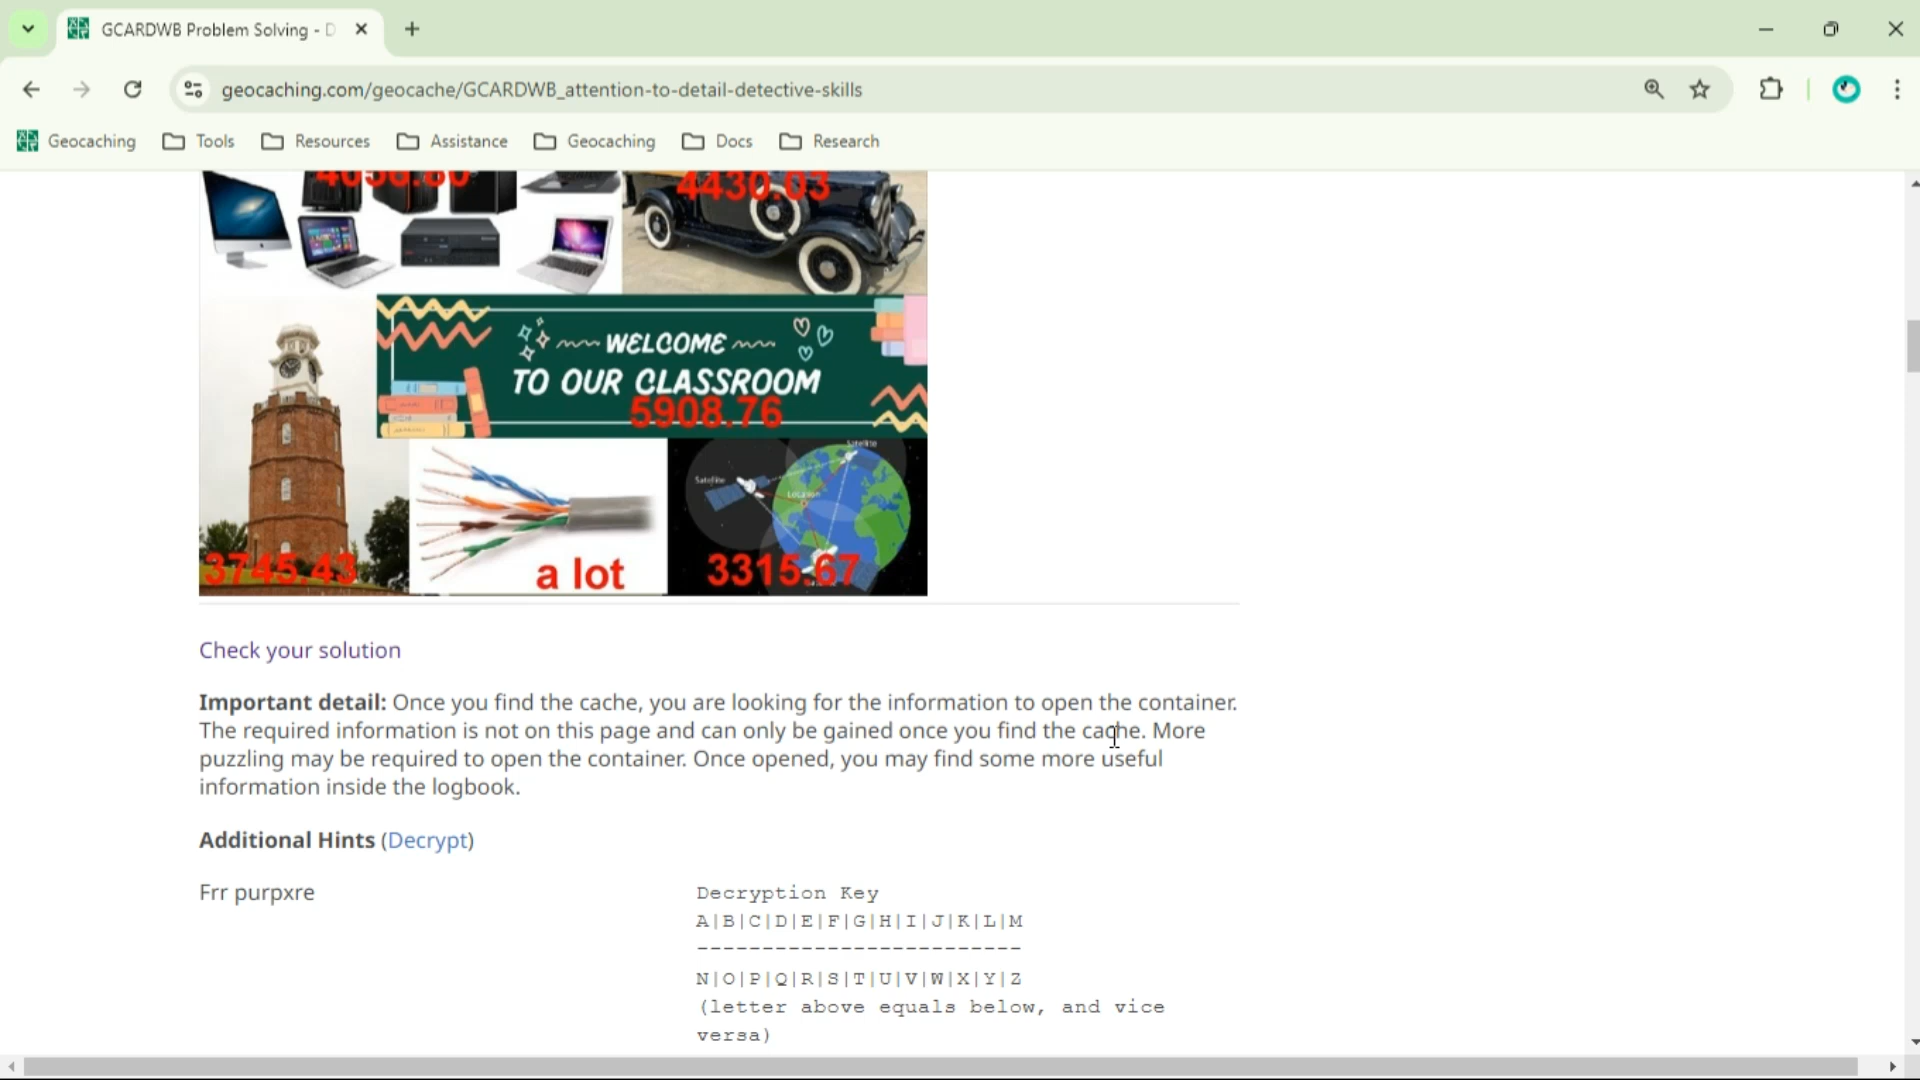 GCARDWB Problem Solving - D
geocaching.com/geocache/GCARDWB_attention-to-detail-detective-skills
Geocaching
Tools
Resources
Assistance
Geocaching
Docs
Research
4430.03
WELCOME
TO OUR CLASSROOM
5908.76
Satellite
Satellite
Location
3745.43
a lot
3315.67
Check your solution
Important detail: Once you find the cache, you are looking for the information to open the container.
The required information is not on this page and can only be gained once you find the cache. More
puzzling may be required to open the container. Once opened, you may find some more useful
information inside the logbook.
Additional Hints (Decrypt)
Frr purpxre
Decryption Key
A|B|C|D|E|F|G|H|I|J|K|L|M
-------------------------
N|O|P|Q|R|S|T|U|V|W|X|Y|Z
(letter above equals below, and vice
versa)